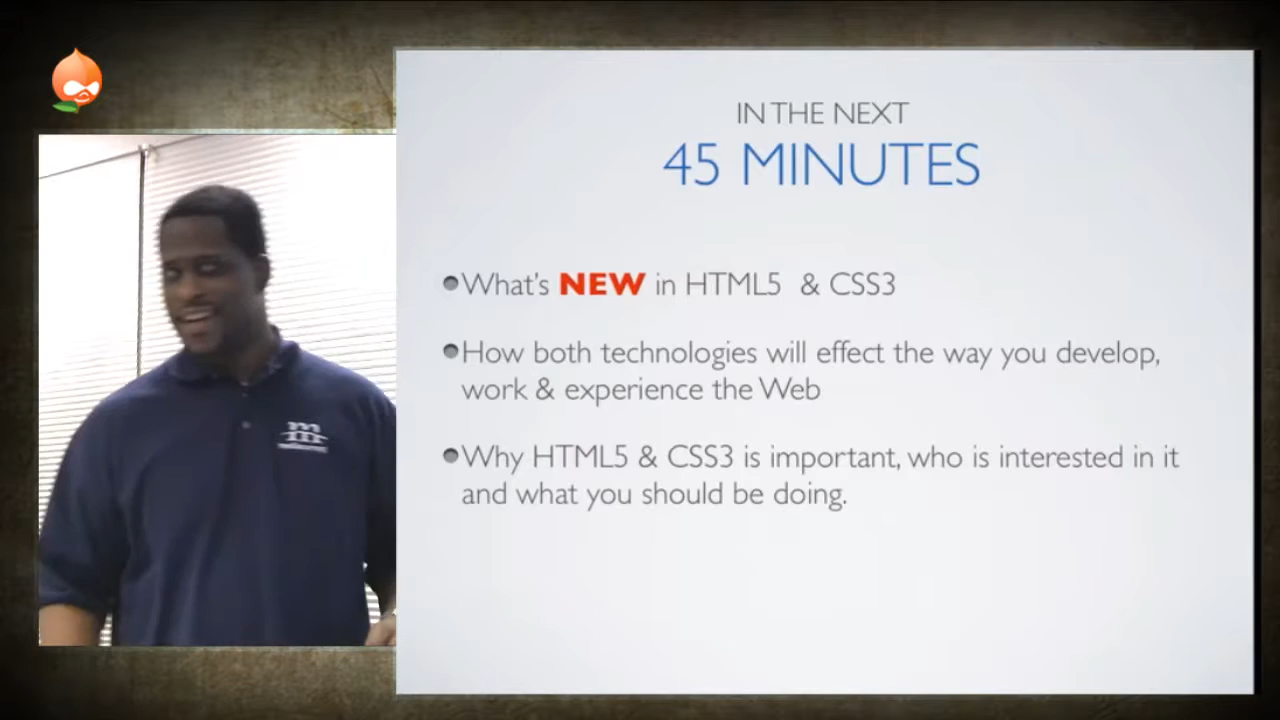 IN THE NEXT
45 MINUTES
What's NEW in HTML5 & CSS3
How both technologies will effect the way you develop,
work & experience the Web
Why HTML5 & CSS3 is important, who is interested in it
and what you should be doing.
m